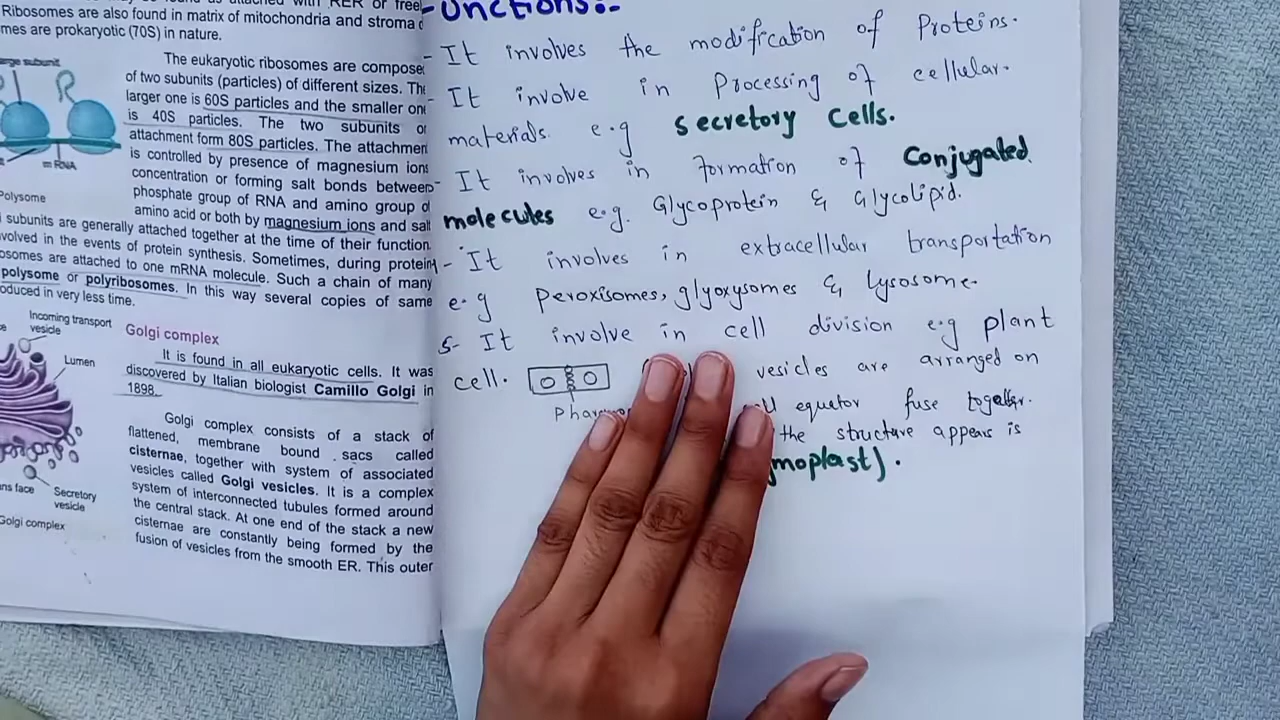 attached with RER or free
Ribosomes are also found in matrix of mitochondria and stroma
mes are prokaryotic (70S) in nature.
arge subunit
mRNA
Polysome
The eukaryotic ribosomes are compose
of two subunits (particles) of different sizes. The
larger one is 60S particles and the smaller one
is 40S particles. The two subunits o
attachment form 80S particles. The attachmen
is controlled by presence of magnesium ions
concentration or forming salt bonds between
phosphate group of RNA and amino group o
amino acid or both by magnesium ions and sal
subunits are generally attached together at the time of their function.
volved in the events of protein synthesis. Sometimes, during protein
osomes are attached to one mRNA molecule. Such a chain of many
polysome or polyribosomes. In this way several copies of same
oduced in very less time.
Incoming transport
vesicle
Lumen
ns face
Secretory
vesicle
Golgi complex
Golgi complex
It is found in all eukaryotic cells. It was
discovered by Italian biologist Camillo Golgi in
1898.
Golgi complex consists of a stack of
flattened, membrane bound sacs called
cisternae, together with system of associated
vesicles called Golgi vesicles. It is a complex
system of interconnected tubules formed around
the central stack. At one end of the stack a new
cisternae are constantly being formed by the
fusion of vesicles from the smooth ER. This outer
unctions:-
- It involves the modification of Proteins.
- It involve in Processing of cellular
materials. e.g secretory cells.
- It involves in formation of Conjugated
molecules e.g. Glycoprotein & Glycolipid.
- It involves in extracellular transportation
e.g peroxisomes, glyoxysomes & lysosome.
5- It involve in cell division e.g plant
cell. vesicles are arranged on
equator fuse together.
the structure appears is
moplast).